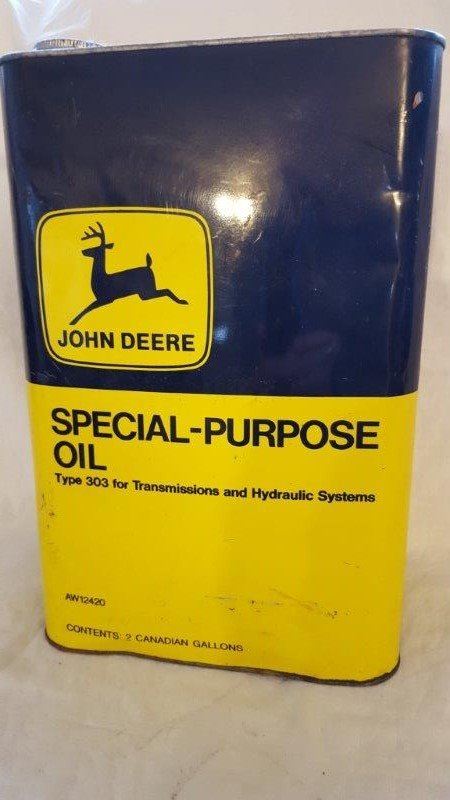 JOHN DEERE
SPECIAL-PURPOSE
OIL
Type 303 for Transmissions and Hydraulic Systems
AW12420
CONTENTS: 2 CANADIAN GALLONS